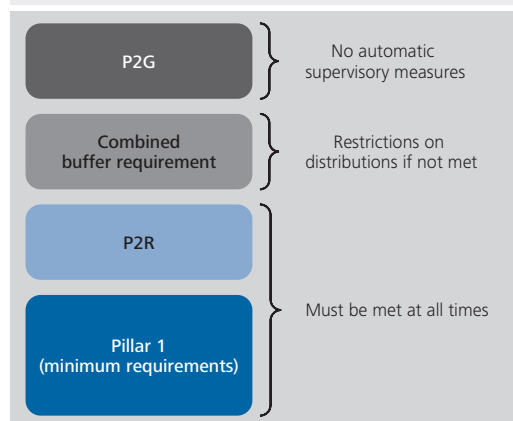 P2G
No automatic
supervisory measures
Combined
buffer requirement
Restrictions on
distributions if not met
P2R
Must be met at all times
Pillar 1
(minimum requirements)